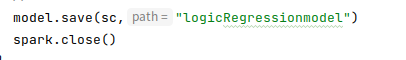 model.save(sc, path = "logicRegressionmodel")
spark.close()